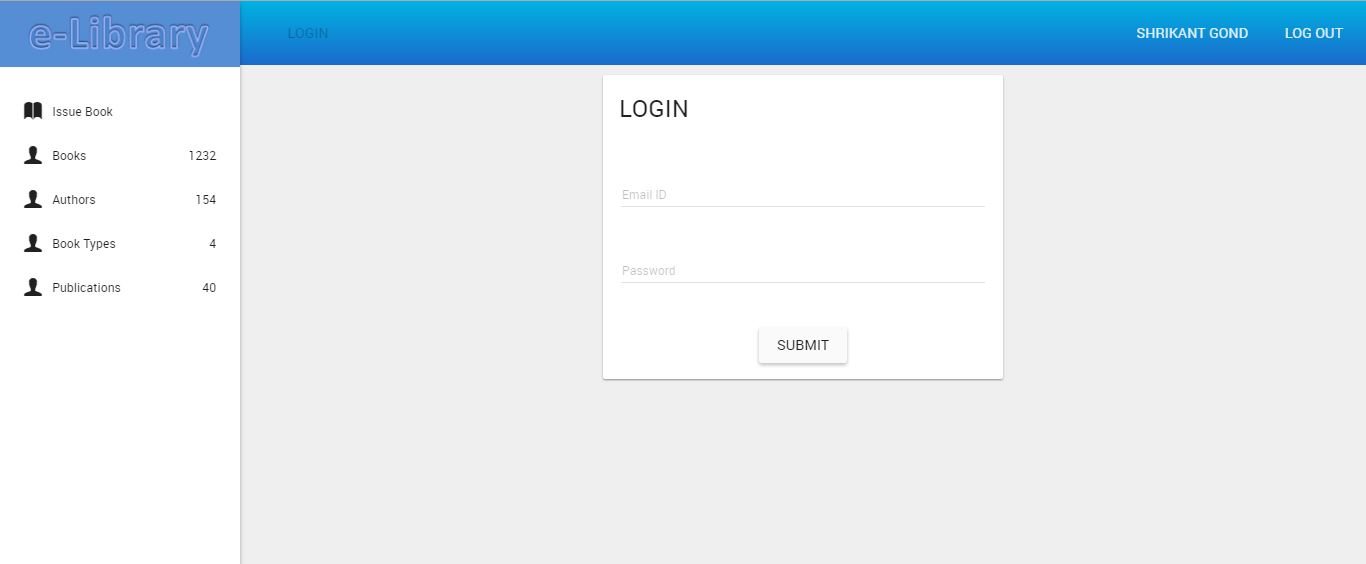 e-Library
LOGIN
SHRIKANT GOND
LOG OUT
Issue Book
Books 1232
Authors 154
Book Types 4
Publications 40
LOGIN
Email ID
Password
SUBMIT